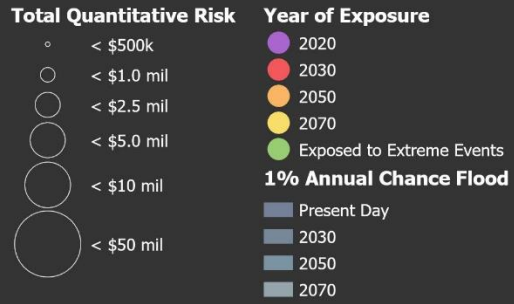 Total Quantitative Risk
< $500k
< $1.0 mil
< $2.5 mil
< $5.0 mil
< $10 mil
< $50 mil
Year of Exposure
2020
2030
2050
2070
Exposed to Extreme Events
1% Annual Chance Flood
Present Day
2030
2050
2070